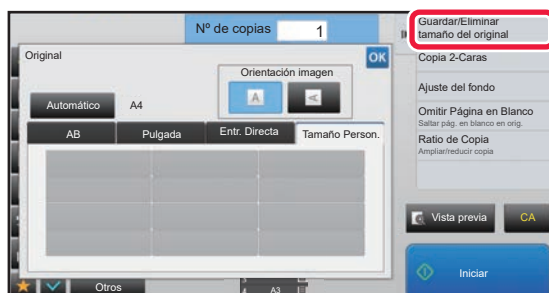 Nº de copias
1
Original
OK
Orientación imagen
A
A
Automático
A4
AB
Pulgada
Entr. Directa
Tamaño Person.
Guardar/Eliminar
tamaño del original
Copia 2-Caras
Ajuste del fondo
Omitir Página en Blanco
Saltar pág. en blanco en orig.
Ratio de Copia
Ampliar/reducir copia
Vista previa
CA
Iniciar
Otros
A3